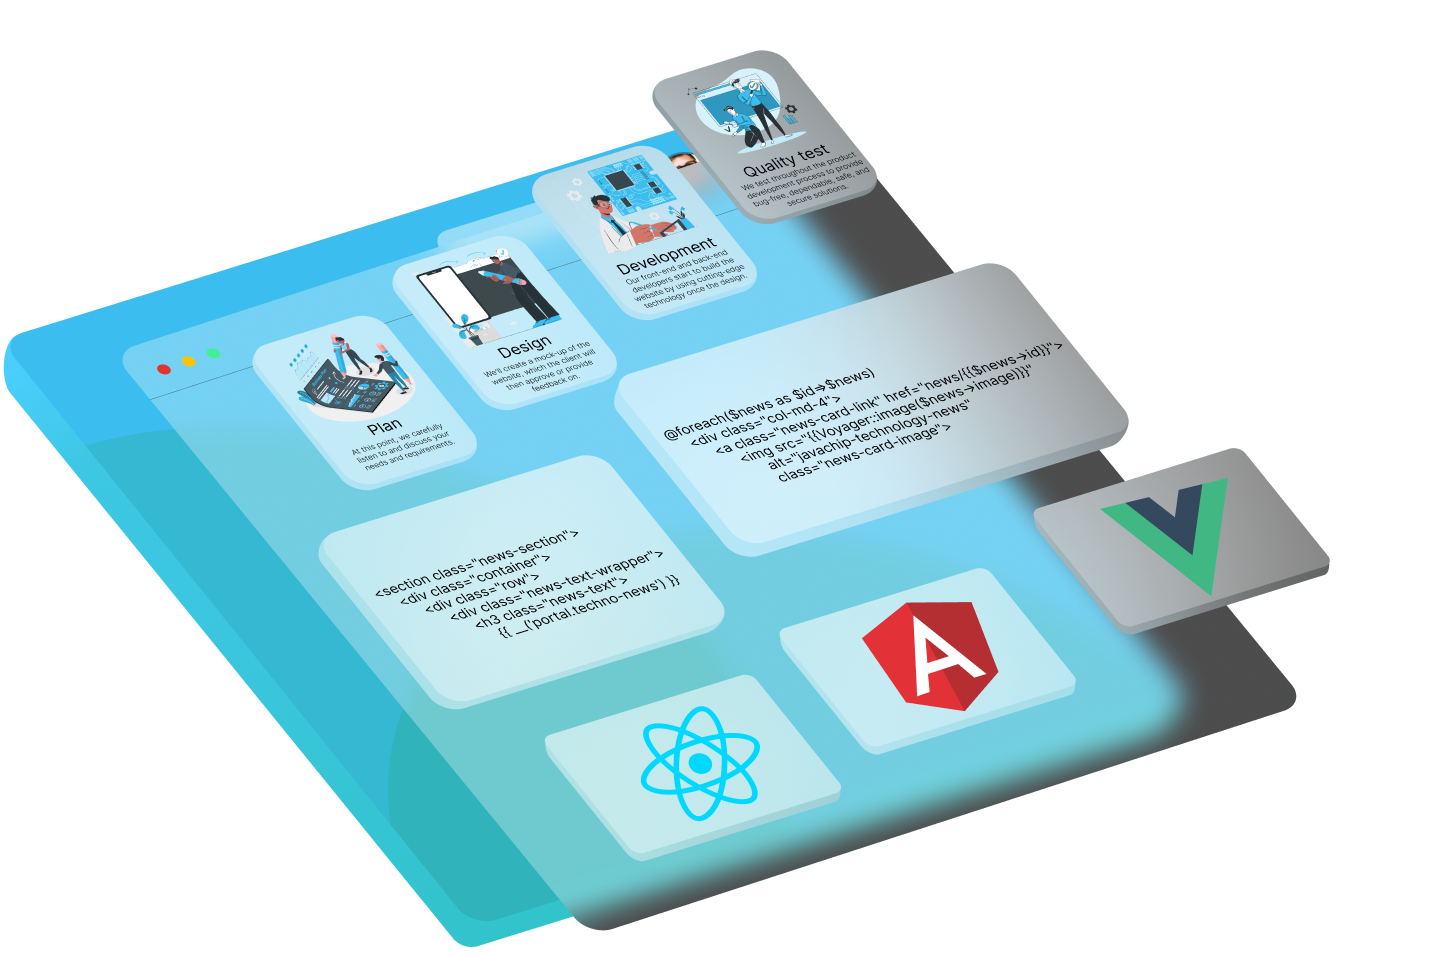 Quality test
We test throughout the product
development process to provide
bug-free, dependable, safe, and
secure solutions.
Development
Our front-end and back-end
developers start to build the
website by using cutting-edge
technology once the design.
Design
We'll create a mock-up of the
website, which the client will
then approve or provide
feedback on.
Plan
At this point, we carefully
listen to and discuss your
needs and requirements.
@foreach($news as $id=>$news)
<div class="col-md-4">
<a class="news-card-link" href="news/{{$news->id}}">
<img src="{{Voyager::image($news->image)}}"
alt="javachip-technology-news"
class="news-card-image">
<section class="news-section">
<div class="container">
<div class="row">
<div class="news-text-wrapper">
<h3 class="news-text">
{{ __('portal.techno-news') }}